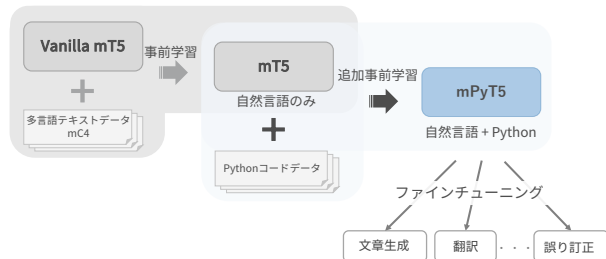 Vanilla mT5
事前学習
mT5
追加事前学習
mPyT5
自然言語のみ
多言語テキストデータ
mC4
自然言語 + Python
Pythonコードデータ
ファインチューニング
文章生成
翻訳
・・・
誤り訂正